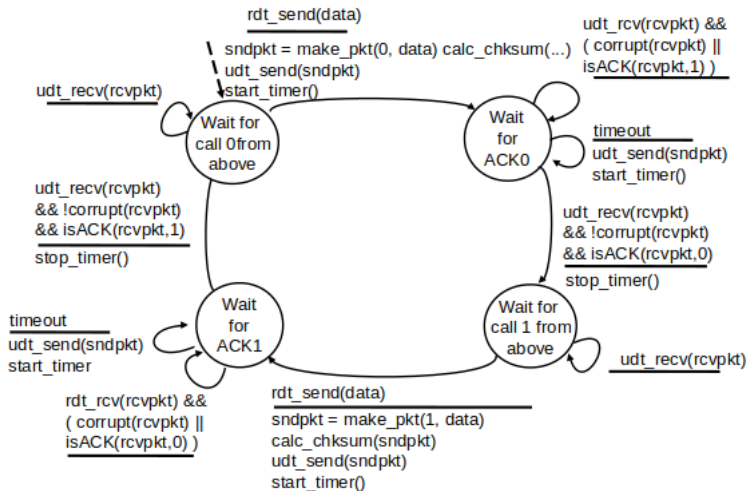 rdt_send(data)
sndpkt = make_pkt(0, data) calc_chksum(...)
udt_send(sndpkt)
start_timer()
udt_rcv(rcvpkt) &&
( corrupt(rcvpkt) ||
isACK(rcvpkt,1) )
udt_recv(rcvpkt)
Wait for
call 0from
above
Wait
for
ACK0
timeout
udt_send(sndpkt)
start_timer()
udt_recv(rcvpkt)
&& !corrupt(rcvpkt)
&& isACK(rcvpkt,1)
stop_timer()
udt_recv(rcvpkt)
&& !corrupt(rcvpkt)
&& isACK(rcvpkt,0)
stop_timer()
Wait
for
ACK1
Wait for
call 1 from
above
timeout
udt_send(sndpkt)
start_timer
udt_recv(rcvpkt)
rdt_rcv(rcvpkt) &&
( corrupt(rcvpkt) ||
isACK(rcvpkt,0) )
rdt_send(data)
sndpkt = make_pkt(1, data)
calc_chksum(sndpkt)
udt_send(sndpkt)
start_timer()